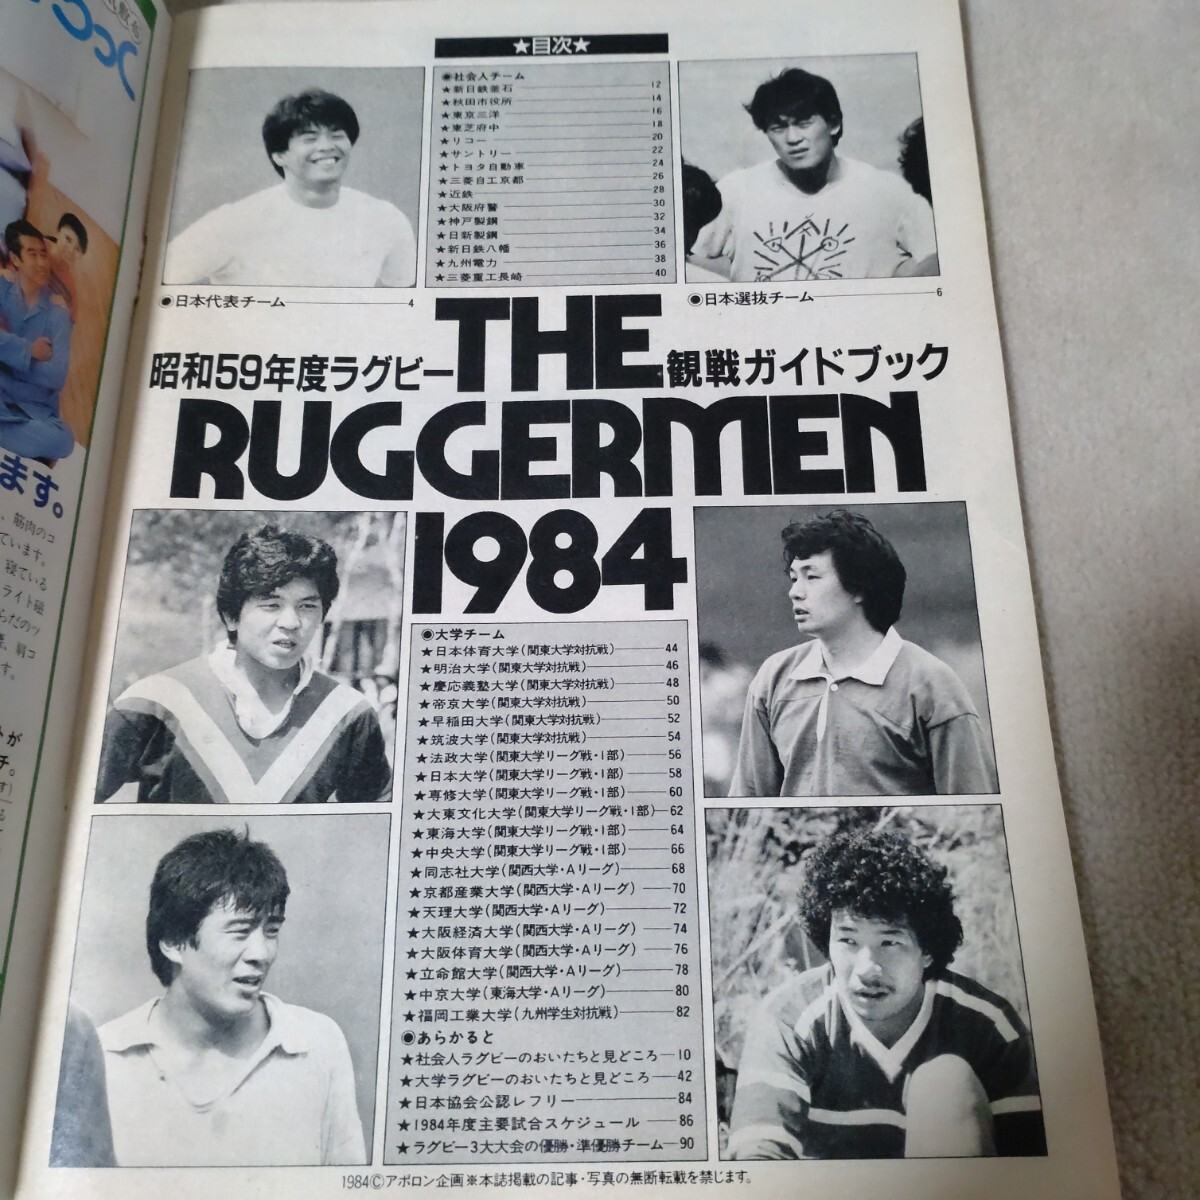 ★目次★
◉社会人チーム
★新日鉄釜石 12
★秋田市役所 14
★東京三洋 16
★東芝府中 18
★リコー 20
★サントリー 22
★トヨタ自動車 24
★三菱自工京都 26
★近鉄 28
★大阪府警 30
★神戸製鋼 32
★日新製鋼 34
★新日鉄八幡 36
★九州電力 38
★三菱重工長崎 40
◉日本代表チーム 4
◉日本選抜チーム 6
昭和59年度ラグビー THE 観戦ガイドブック
RUGGERMEN
1984
◉大学チーム
★日本体育大学(関東大学対抗戦) 44
★明治大学(関東大学対抗戦) 46
★慶応義塾大学(関東大学対抗戦) 48
★帝京大学(関東大学対抗戦) 50
★早稲田大学(関東大学対抗戦) 52
★筑波大学(関東大学対抗戦) 54
★法政大学(関東大学リーグ戦・1部) 56
★日本大学(関東大学リーグ戦・1部) 58
★専修大学(関東大学リーグ戦・1部) 60
★大東文化大学(関東大学リーグ戦・1部) 62
★東海大学(関東大学リーグ戦・1部) 64
★中央大学(関東大学リーグ戦・1部) 66
★同志社大学(関西大学・Aリーグ) 68
★京都産業大学(関西大学・Aリーグ) 70
★天理大学(関西大学・Aリーグ) 72
★大阪経済大学(関西大学・Aリーグ) 74
★大阪体育大学(関西大学・Aリーグ) 76
★立命館大学(関西大学・Aリーグ) 78
★中京大学(東海大学・Aリーグ) 80
★福岡工業大学(九州学生対抗戦) 82
◉あらかると
★社会人ラグビーのおいたちと見どころ 10
★大学ラグビーのおいたちと見どころ 42
★日本協会公認レフリー 84
★1984年度主要試合スケジュール 86
★ラグビー3大大会の優勝・準優勝チーム 90
1984©アポロン企画※本誌掲載の記事・写真の無断転載を禁じます。
ます。
、筋肉のコ
ています。
寝ている
ライト磁
らだのッ
肩コ
す。
が
チ。
す)